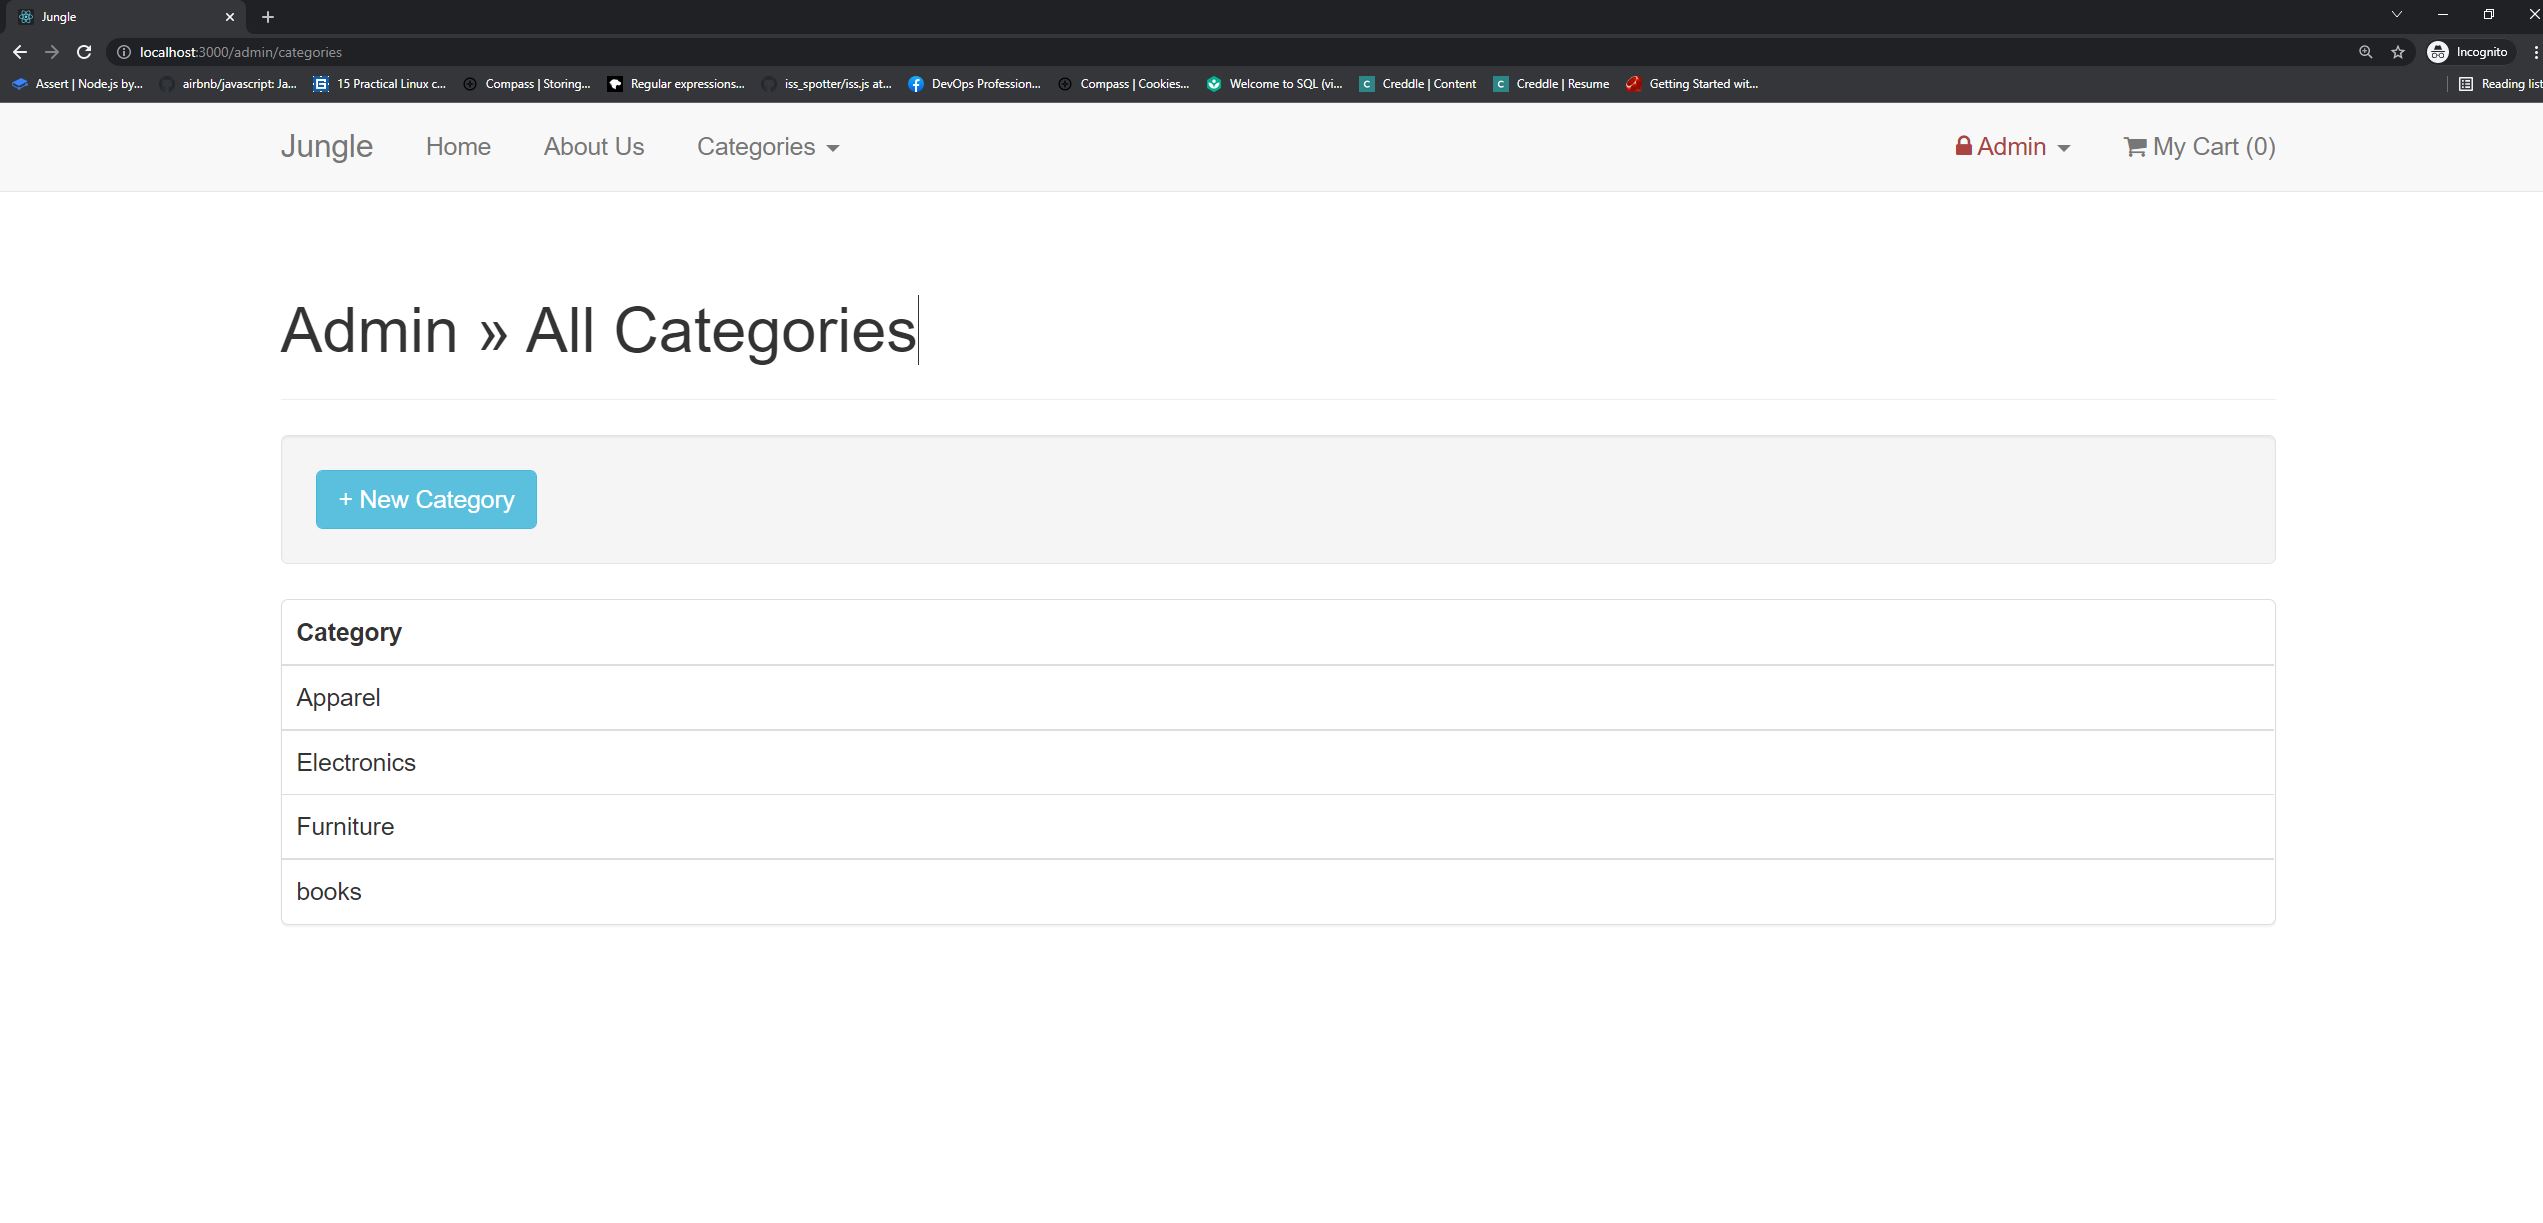 Jungle
localhost:3000/admin/categories
Incognito
Assert | Node.js by... airbnb/javascript: Ja... 15 Practical Linux c... Compass | Storing... Regular expressions... iss_spotter/iss.js at... DevOps Profession... Compass | Cookies... Welcome to SQL (vi... Creddle | Content Creddle | Resume Getting Started wit... Reading list
Jungle Home About Us Categories Admin My Cart (0)
Admin » All Categories
+ New Category
Category
Apparel
Electronics
Furniture
books